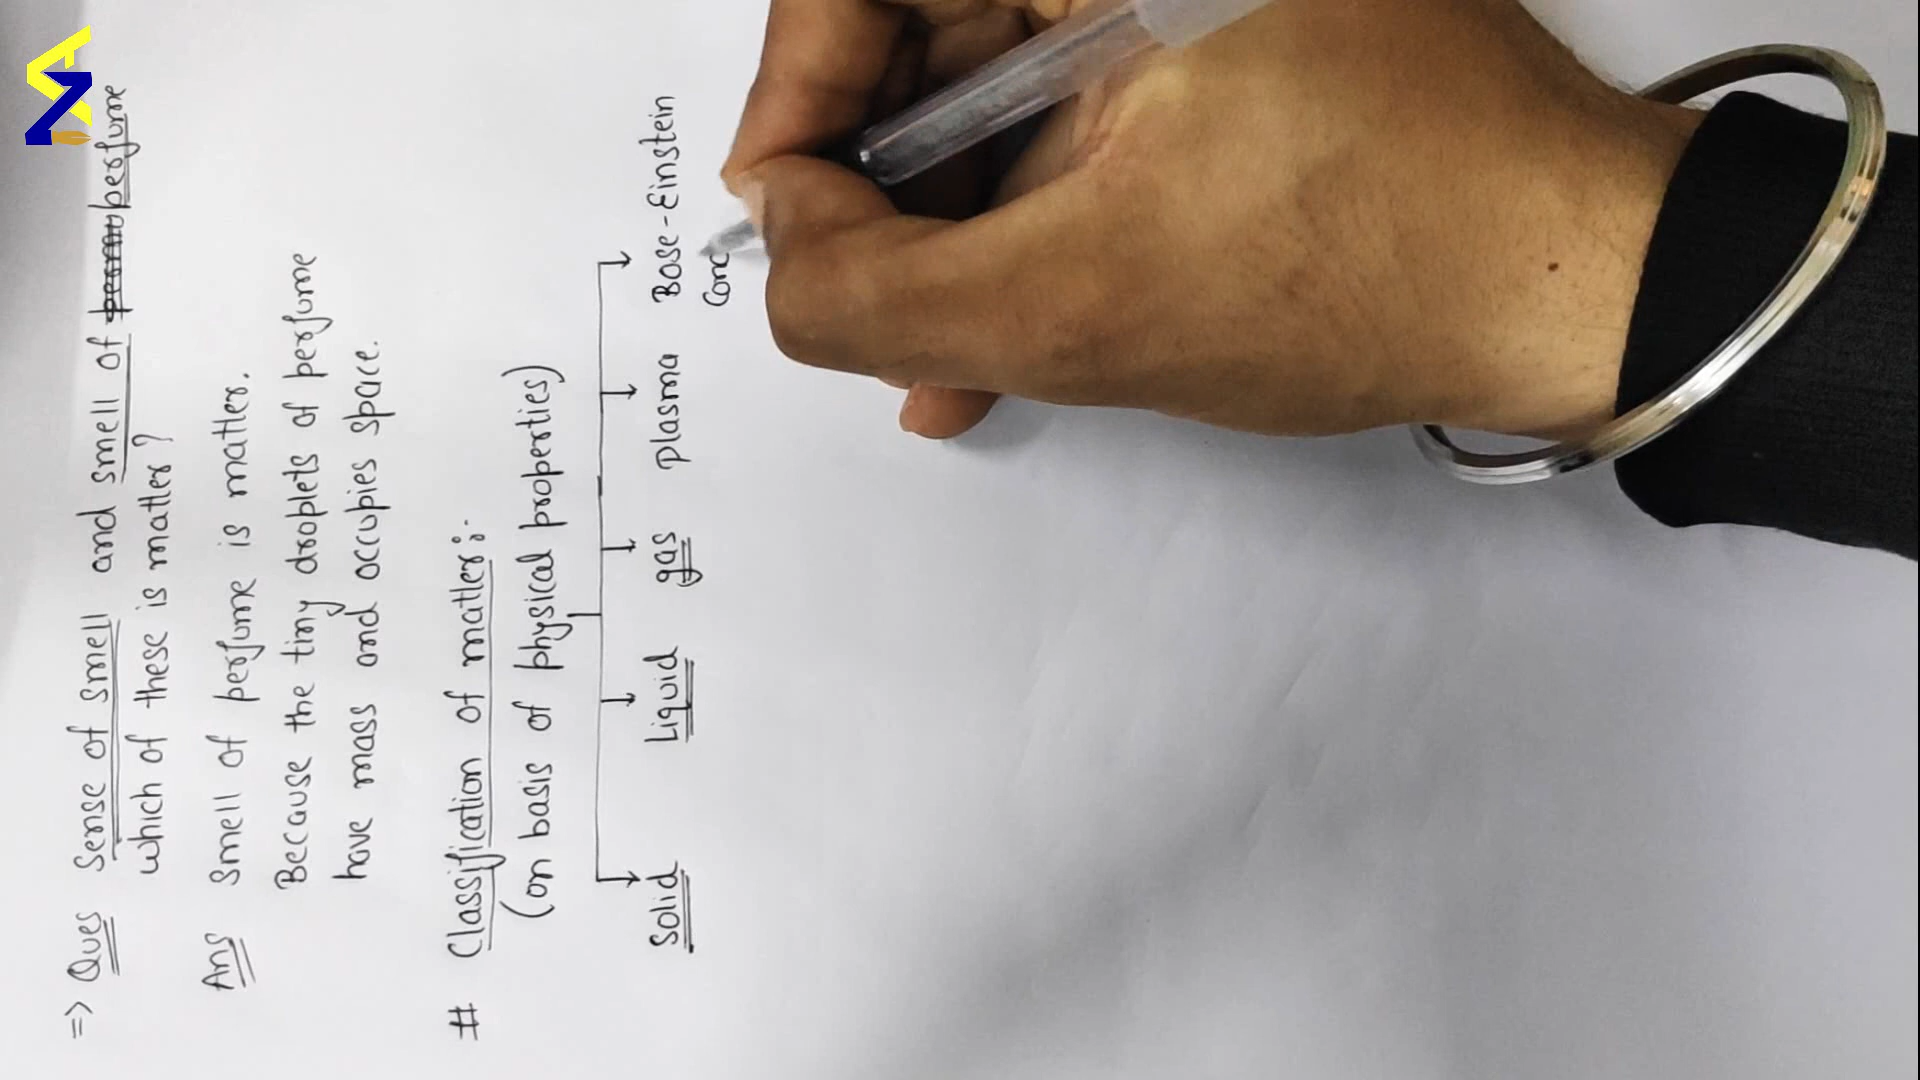 => Ques Sense of smell and smell of perfume
which of these is matter?
Ans Smell of perfume is matter.
Because the tiny droplets of perfume
have mass and occupies space.
# Classification of matter:-
(on basis of physical properties)
Solid Liquid gas Plasma Bose-Einstein
Conc